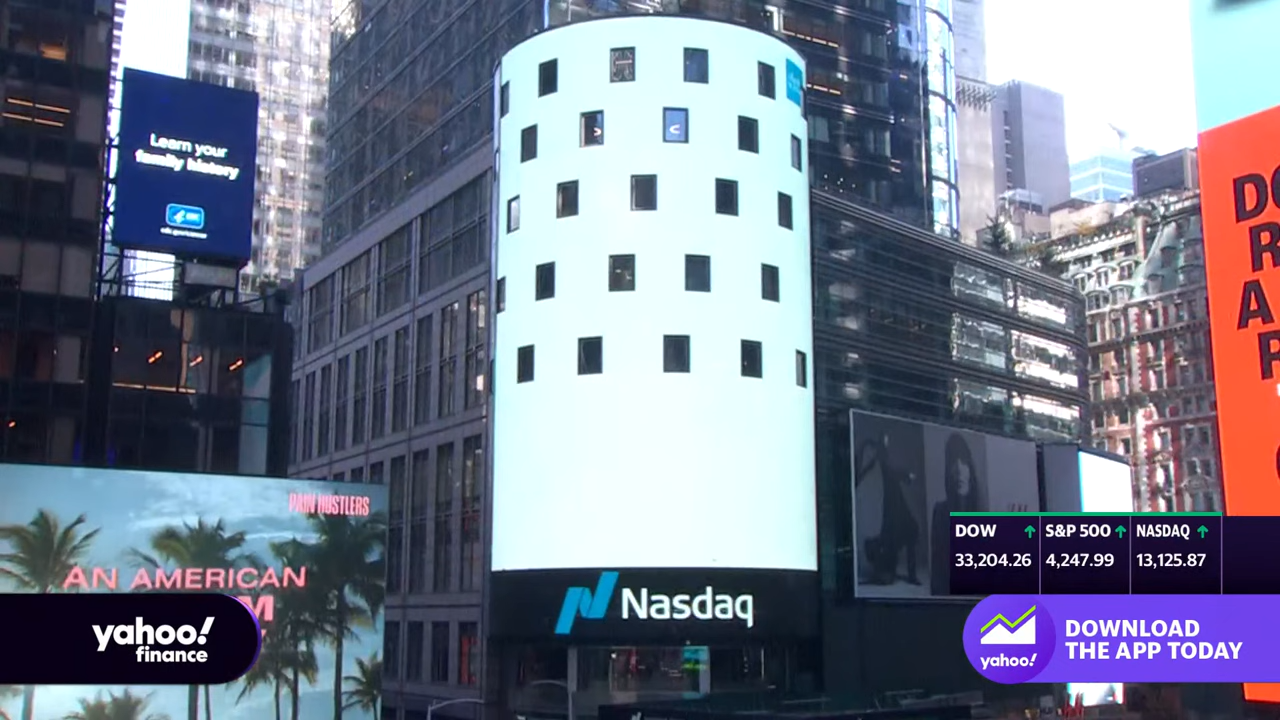 Learn your
family history
PAIN HUSTLERS
AN AMERICAN
M
Nasdaq
DOW
33,204.26
S&P 500
4,247.99
NASDAQ
13,125.87
yahoo!
finance
yahoo!
DOWNLOAD
THE APP TODAY